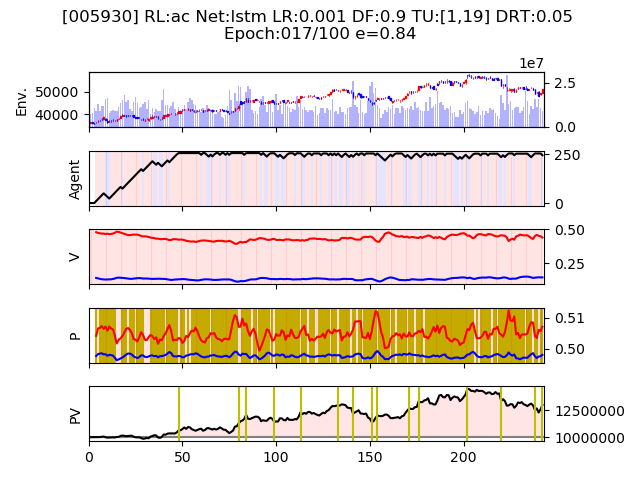 [005930] RL:ac Net:lstm LR:0.001 DF:0.9 TU:[1,19] DRT:0.05
Epoch:017/100 e=0.84
1e7
Env.
50000
40000
2.5
0.0
Agent
250
0
V
0.50
0.25
P
0.51
0.50
PV
12500000
10000000
0 50 100 150 200